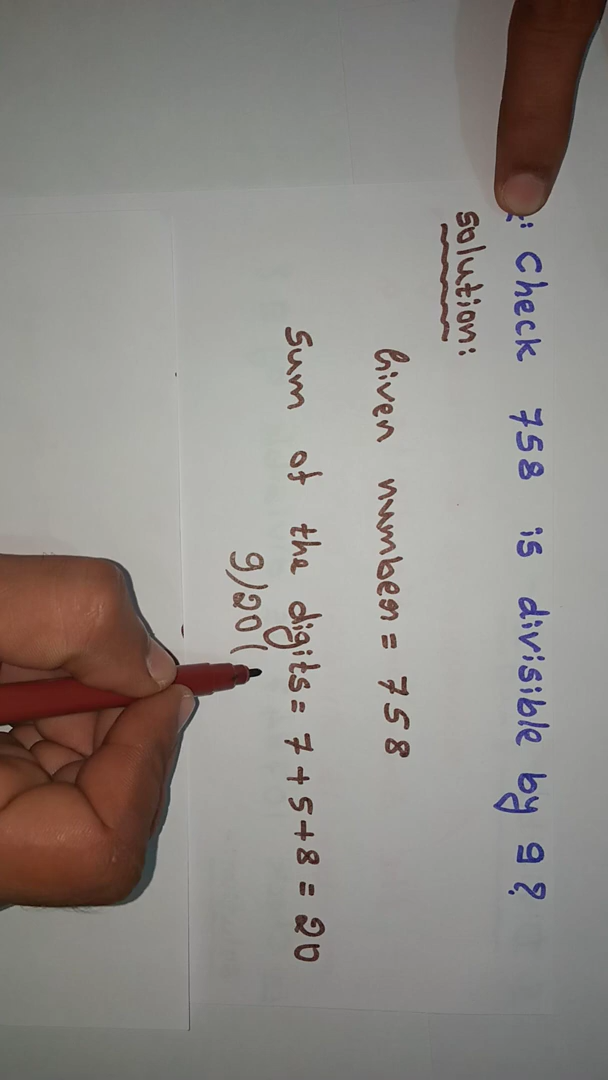 : Check 758 is divisible by 9?
Solution:
Given number = 758
Sum of the digits = 7 + 5 + 8 = 20
9)20(